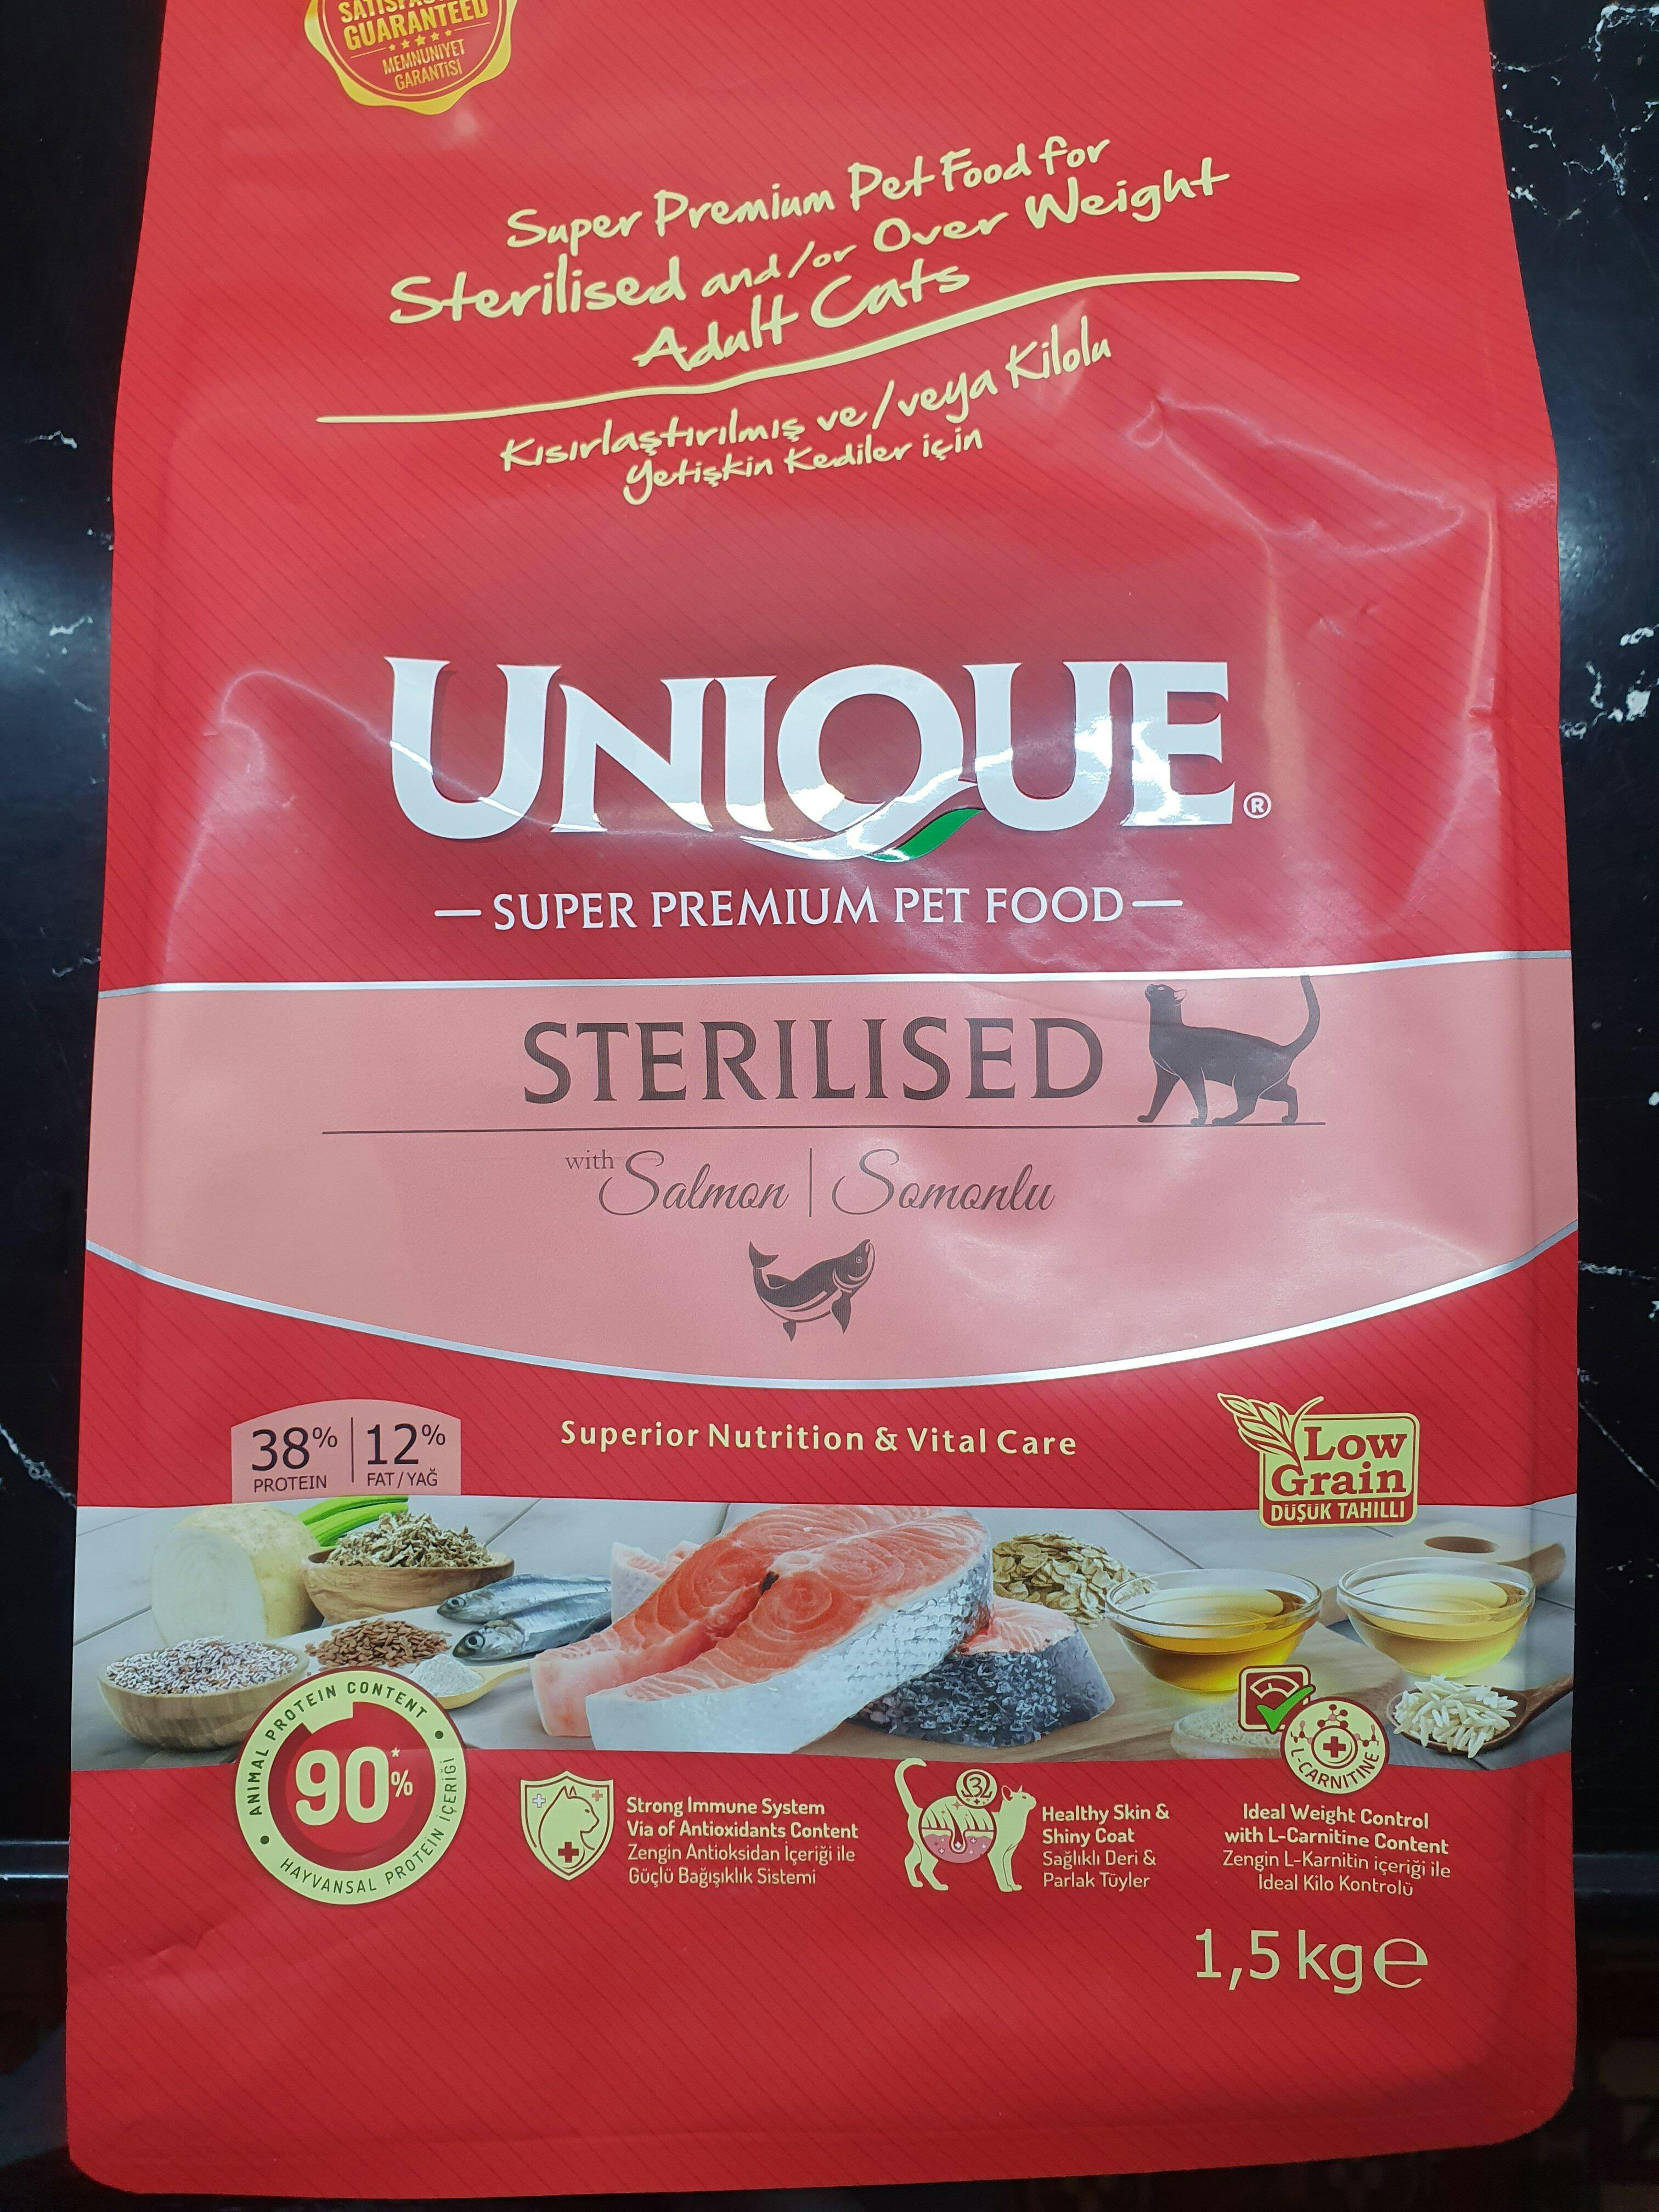 GUARANTEED
MEMNUNIYET
GARANTİSİ
Super Premium Pet Food for
Sterilised and/or Over Weight
Adult Cats
Kısırlaştırılmış ve/veya Kilolu
Yetişkin Kediler için
UNIQUE®
SUPER PREMIUM PET FOOD
STERILISED
with Salmon | Somonlu
38% PROTEIN
12% FAT/YAĞ
Superior Nutrition & Vital Care
Low
Grain
DÜŞÜK TAHILLI
ANIMAL PROTEIN CONTENT
90*%
HAYVANSAL PROTEIN İÇERİĞİ
Strong Immune System
Via of Antioxidants Content
Zengin Antioksidan İçeriği ile
Güçlü Bağışıklık Sistemi
Healthy Skin &
Shiny Coat
Sağlıklı Deri &
Parlak Tüyler
L-CARNITINE
Ideal Weight Control
with L-Carnitine Content
Zengin L-Karnitin içeriği ile
İdeal Kilo Kontrolü
1,5 kg e